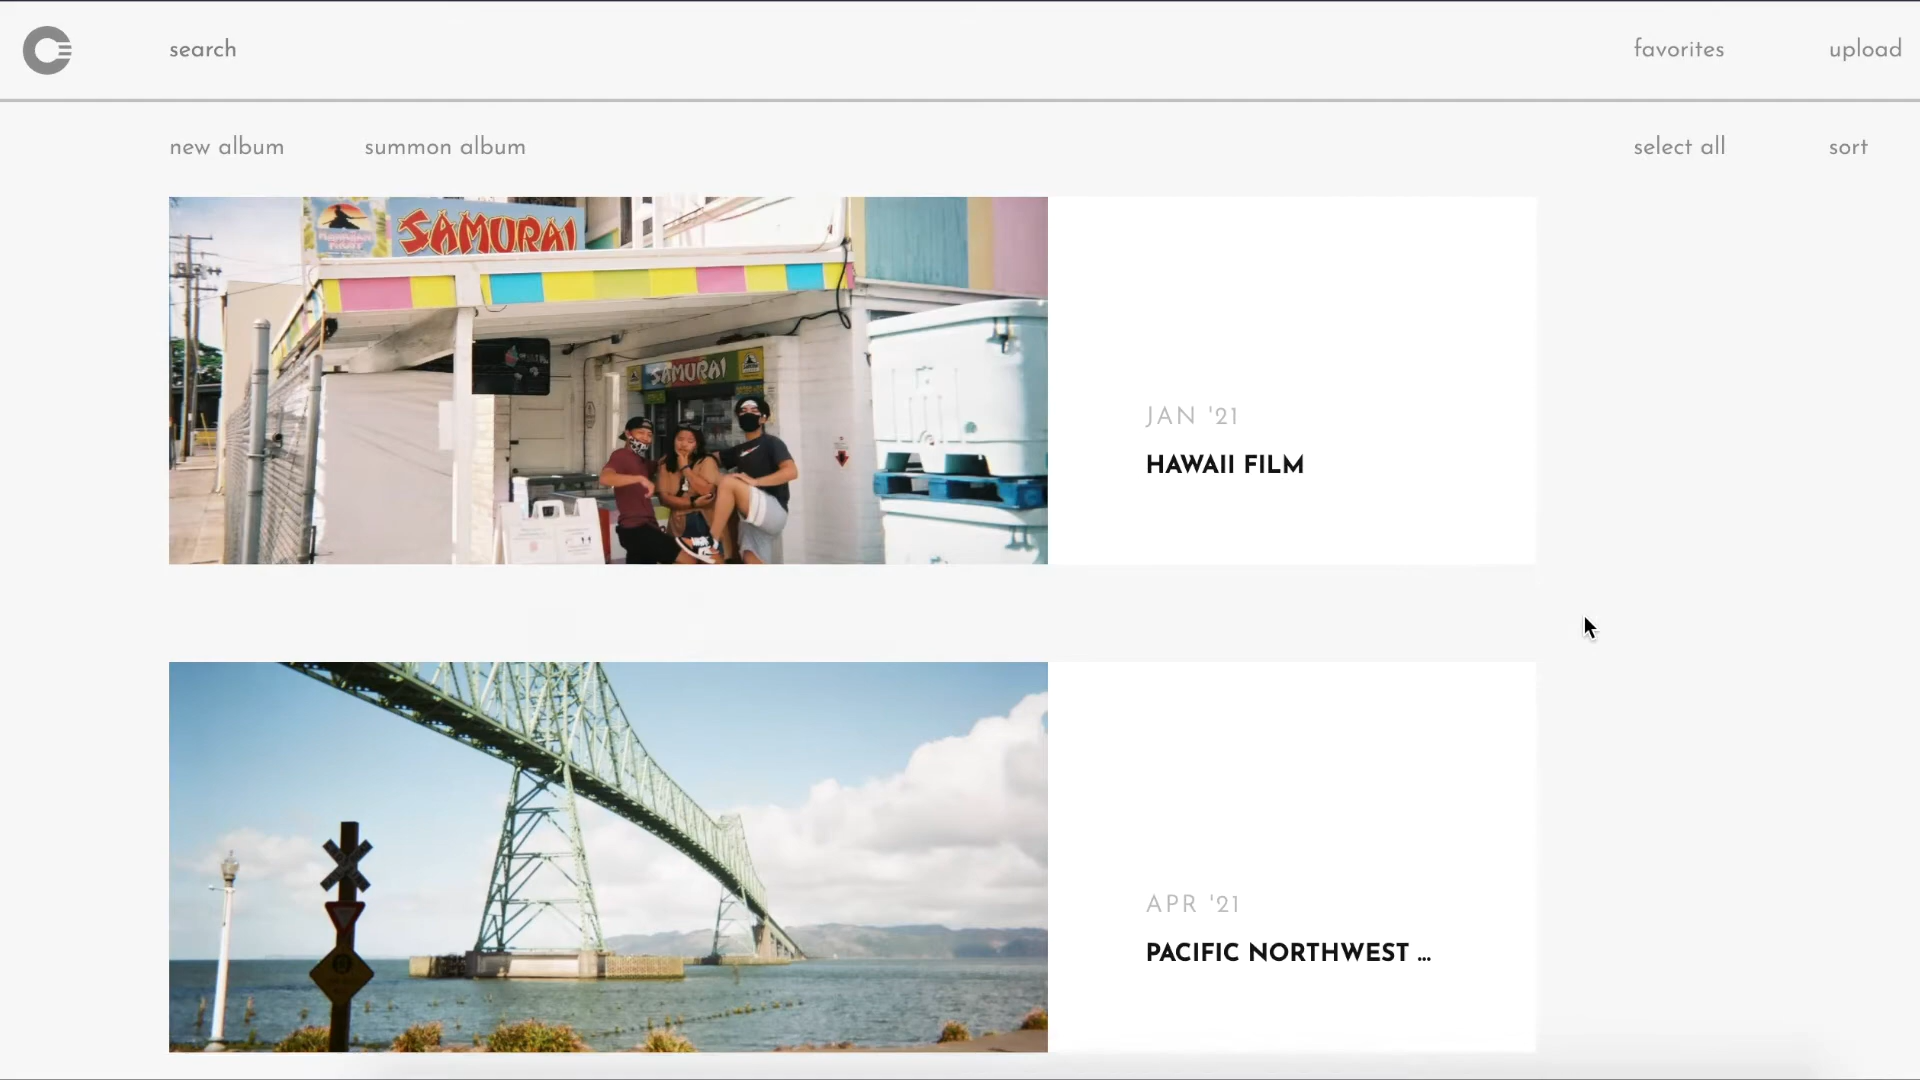 search
favorites
upload
new album
summon album
select all
sort
SAMURAI
SAMURAI
JAN '21
HAWAII FILM
APR '21
PACIFIC NORTHWEST ...